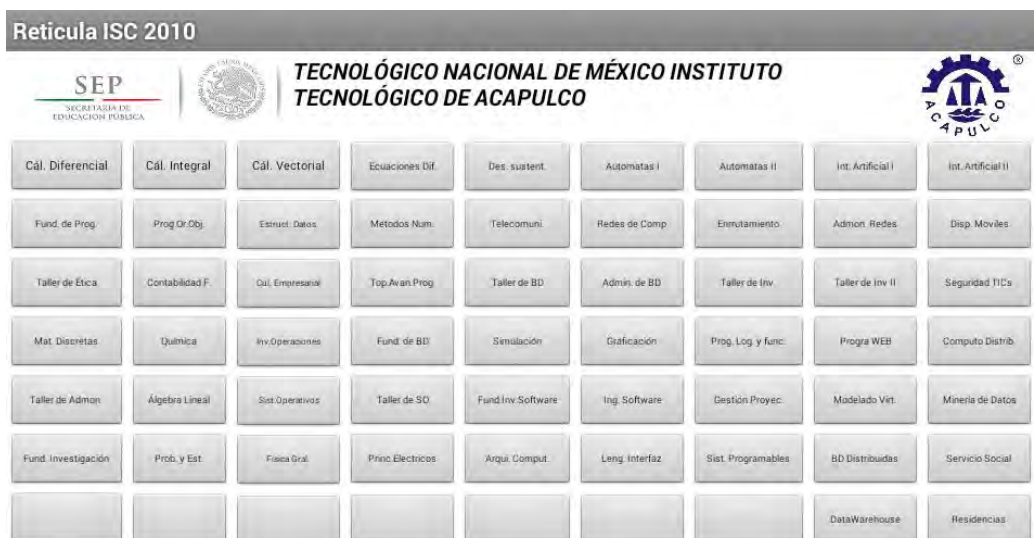 Reticula ISC 2010
SEP
SECRETARÍA DE
EDUCACIÓN PÚBLICA
TECNOLÓGICO NACIONAL DE MÉXICO INSTITUTO
TECNOLÓGICO DE ACAPULCO
ITA
ACAPULCO
®
Cál. Diferencial Cál. Integral Cál. Vectorial Ecuaciones Dif. Des. sustent. Automatas I Automatas II Int. Artificial I Int. Artificial II
Fund. de Prog. Prog.Or.Obj. Estruct. Datos Métodos Num. Telecomuni. Redes de Comp Enrutamiento Admon. Redes Disp. Moviles
Taller de Ética Contabilidad F. Cul. Empresarial Top.Avan.Prog Taller de BD Admin. de BD Taller de Inv. Taller de Inv II Seguridad TICs
Mat. Discretas Química Inv.Operaciones Fund. de BD Simulación Graficación Prog. Log. y func. Progra WEB Computo Distrib.
Taller de Admon. Álgebra Lineal Sist.Operativos Taller de SO Fund.Inv.Software Ing. Software Gestión Proyec. Modelado Virt. Mineria de Datos
Fund. Investigación Prob. y Est. Física Gral. Princ.Electricos Arqui. Comput. Leng. Interfaz Sist. Programables BD Distribuidas Servicio Social
DataWarehouse Residencias